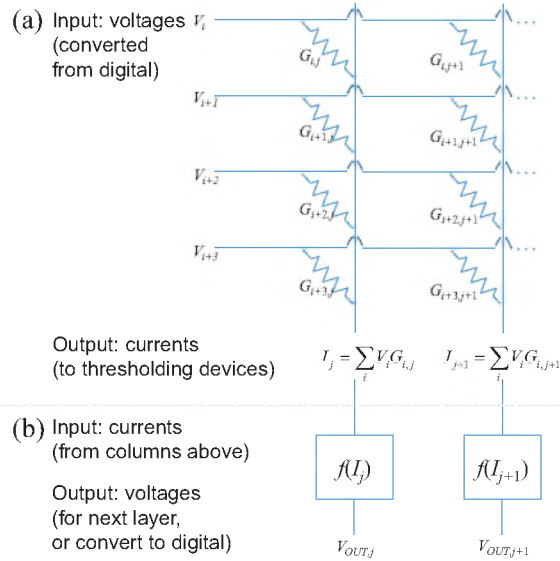 (a) Input: voltages
(converted
from digital)
V_i
G_{i,j}
G_{i,j+1}
...
V_{i+1}
G_{i+1,j}
G_{i+1,j+1}
...
V_{i+2}
G_{i+2,j}
G_{i+2,j+1}
...
V_{i+3}
G_{i+3,j}
G_{i+3,j+1}
...
Output: currents
(to thresholding devices)
I_j = ∑_i V_i G_{i,j}
I_{j+1} = ∑_i V_i G_{i,j+1}
(b) Input: currents
(from columns above)
f(I_j)
f(I_{j+1})
Output: voltages
(for next layer,
or convert to digital)
V_{OUT,j}
V_{OUT,j+1}